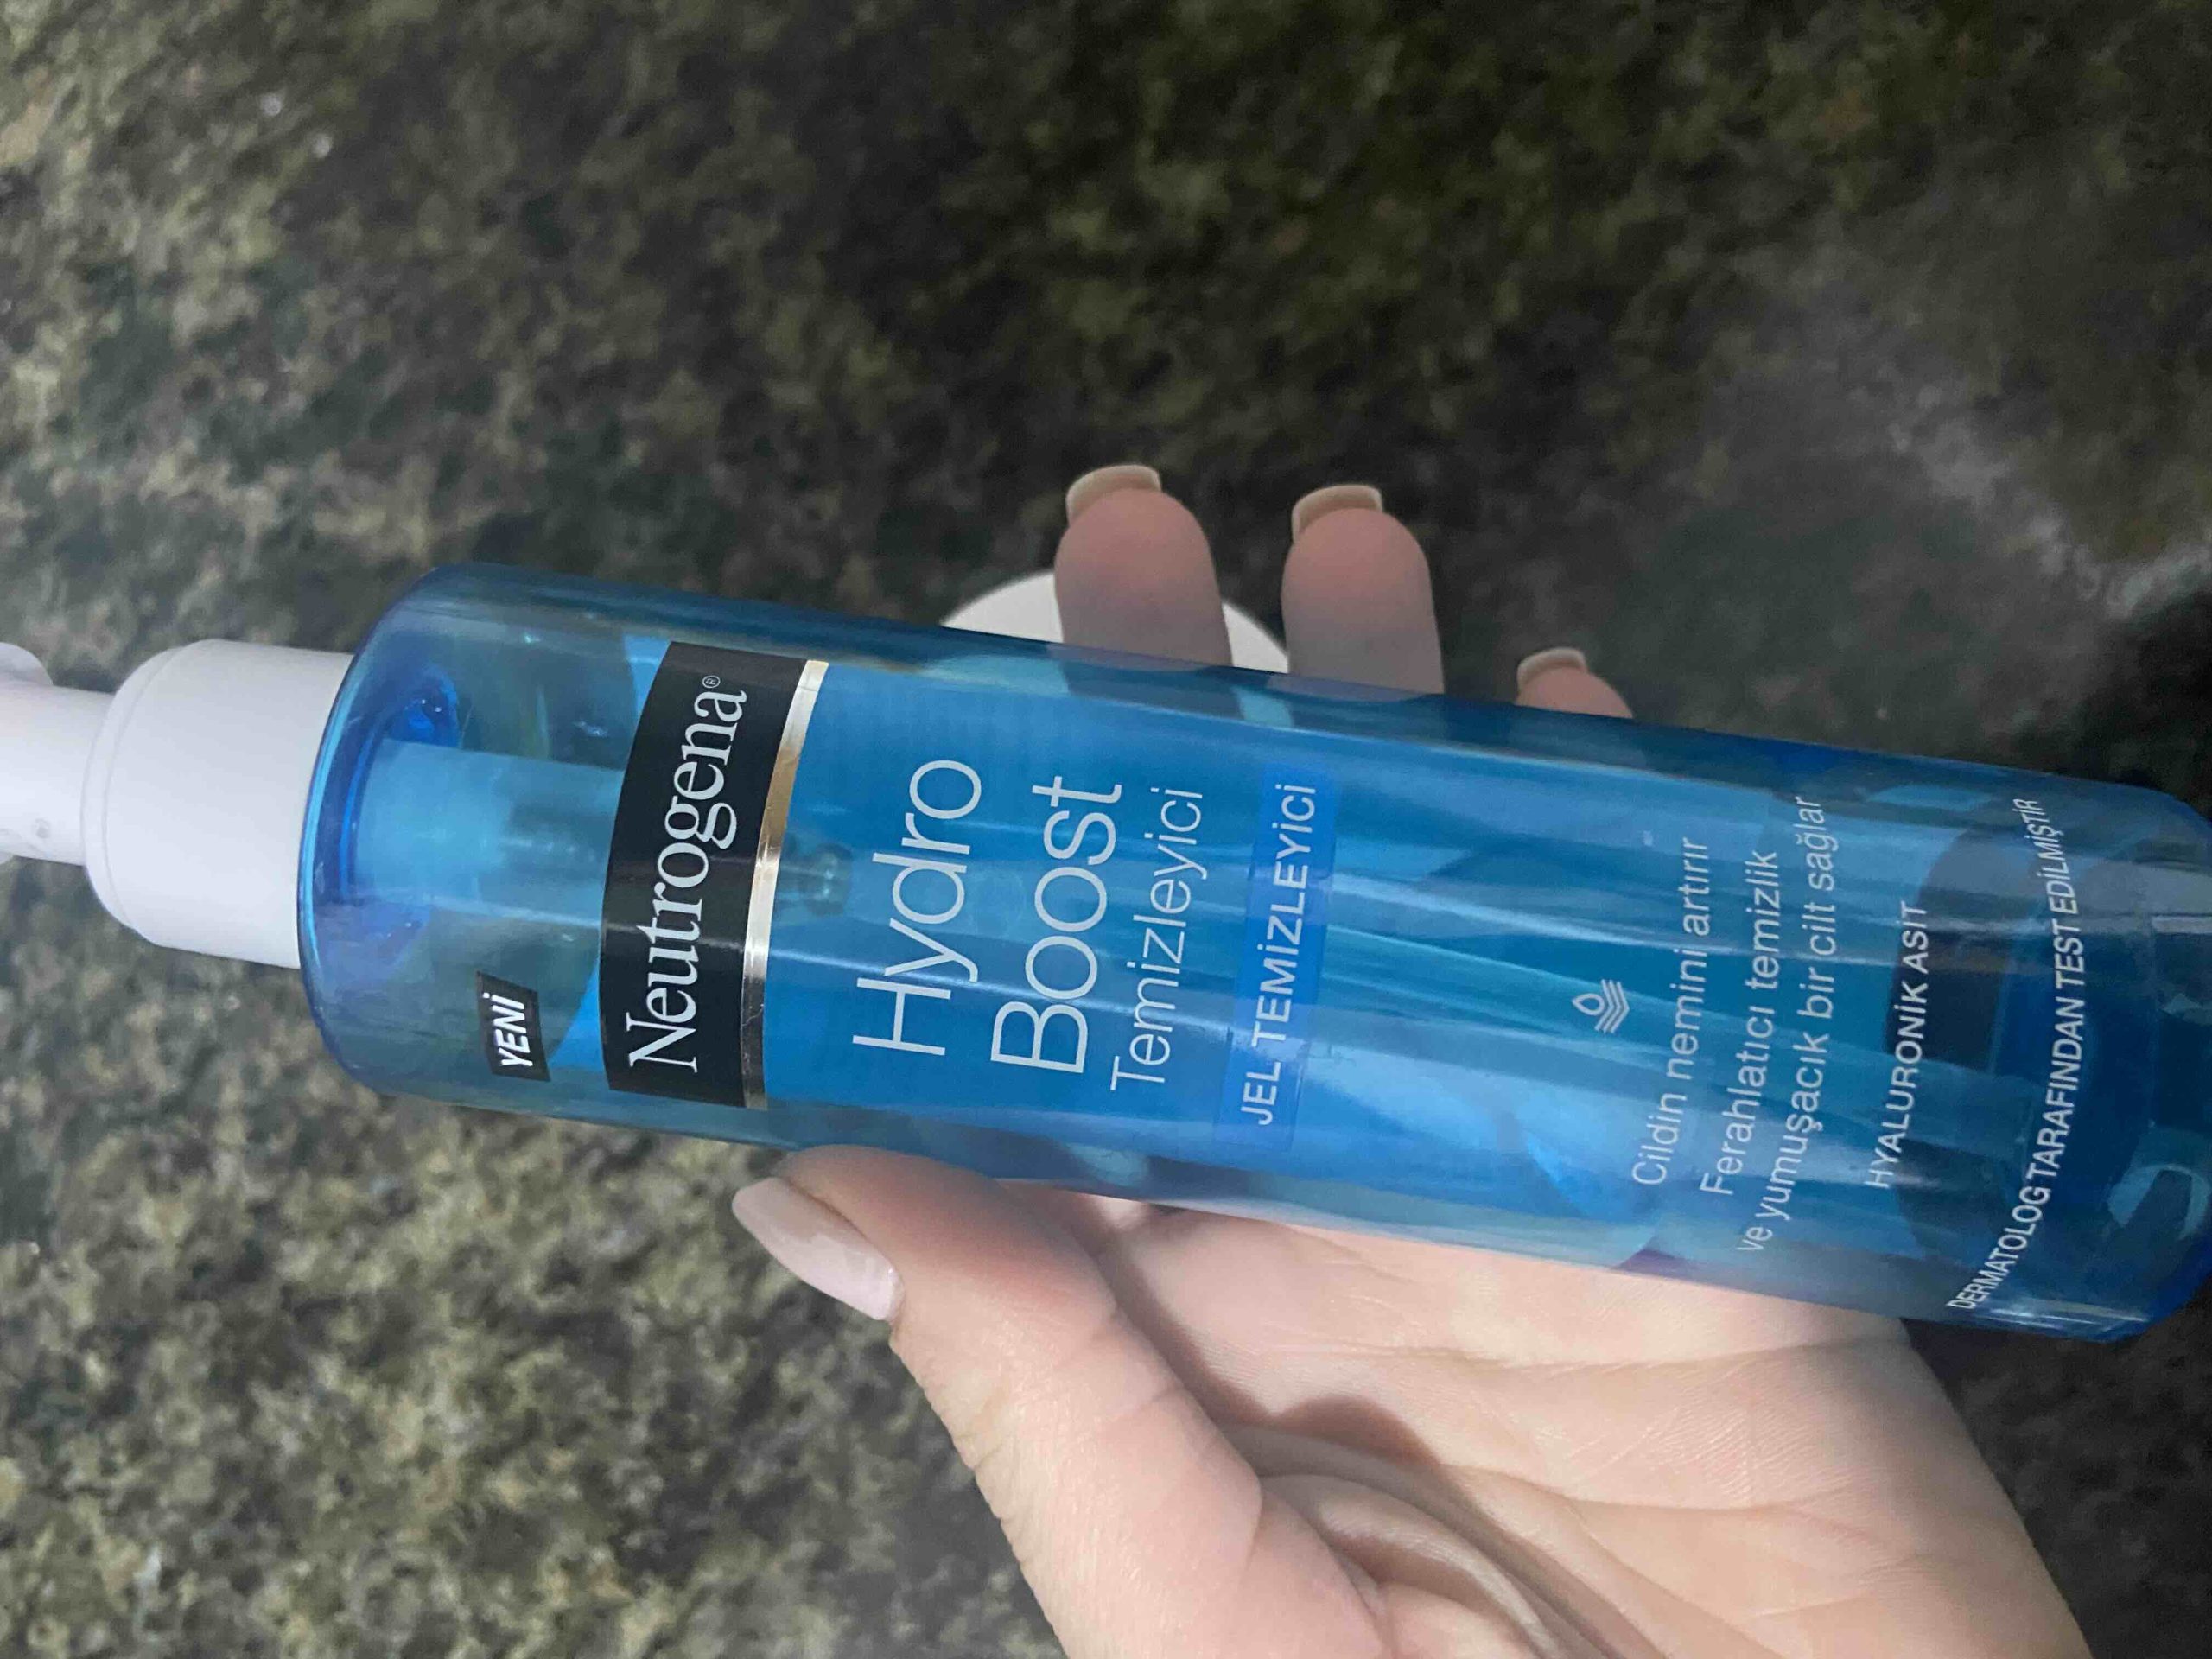 YENİ
Neutrogena®
Hydro
Boost
Temizleyici
JEL TEMİZLEYİCİ
Cildin nemini artırır
Ferahlatıcı temizlik
ve yumuşacık bir cilt sağlar
HYALURONİK ASİT
DERMATOLOG TARAFINDAN TEST EDİLMİŞTİR